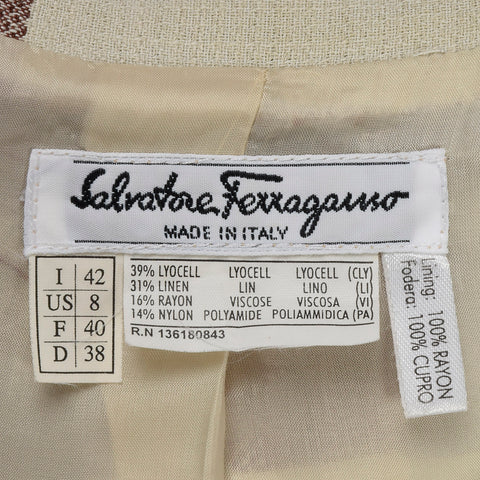 Salvatore Ferragamo
MADE IN ITALY
I 42
US 8
F 40
D 38
39% LYOCELL LYOCELL LYOCELL (CLY)
31% LINEN LIN LINO (LI)
16% RAYON VISCOSE VISCOSA (VI)
14% NYLON POLYAMIDE POLIAMMIDICA (PA)
R.N 136180843
Lining: 100% RAYON
Fodera: 100% CUPRO